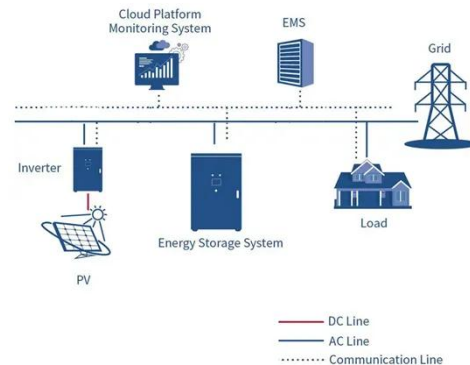 Cloud Platform
Monitoring System
EMS
Grid
Inverter
Energy Storage System
Load
PV
DC Line
AC Line
Communication Line